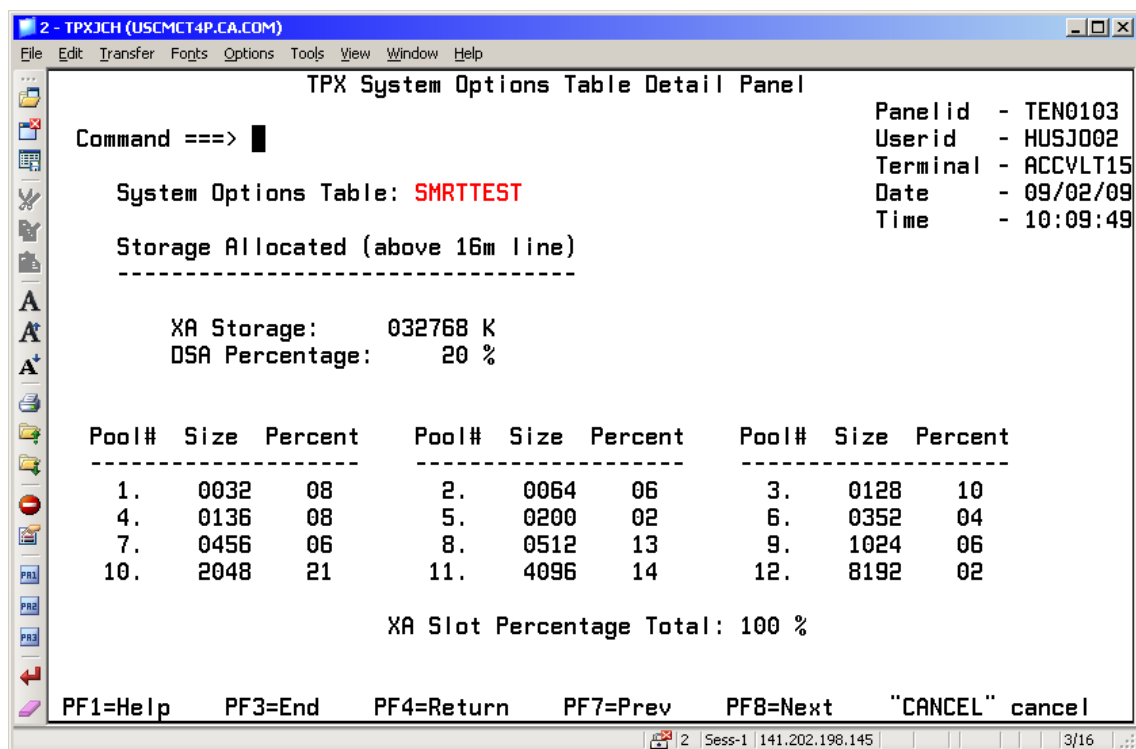 2 - TPXJCH (USCMCT4P.CA.COM)
File Edit Transfer Fonts Options Tools View Window Help
TPX System Options Table Detail Panel
Panelid - TEN0103
Command ===> Userid - HUSJO02
Terminal - ACCVLT15
System Options Table: SMRTTEST Date - 09/02/09
Time - 10:09:49
Storage Allocated (above 16m line)
----------------------------------
XA Storage: 032768 K
DSA Percentage: 20 %
Pool# Size Percent Pool# Size Percent Pool# Size Percent
-------------------- -------------------- --------------------
1. 0032 08 2. 0064 06 3. 0128 10
4. 0136 08 5. 0200 02 6. 0352 04
7. 0456 06 8. 0512 13 9. 1024 06
10. 2048 21 11. 4096 14 12. 8192 02
XA Slot Percentage Total: 100 %
PF1=Help PF3=End PF4=Return PF7=Prev PF8=Next "CANCEL" cancel
A
A
A
PA1
PA2
PA3
2 Sess-1 141.202.198.145 3/16